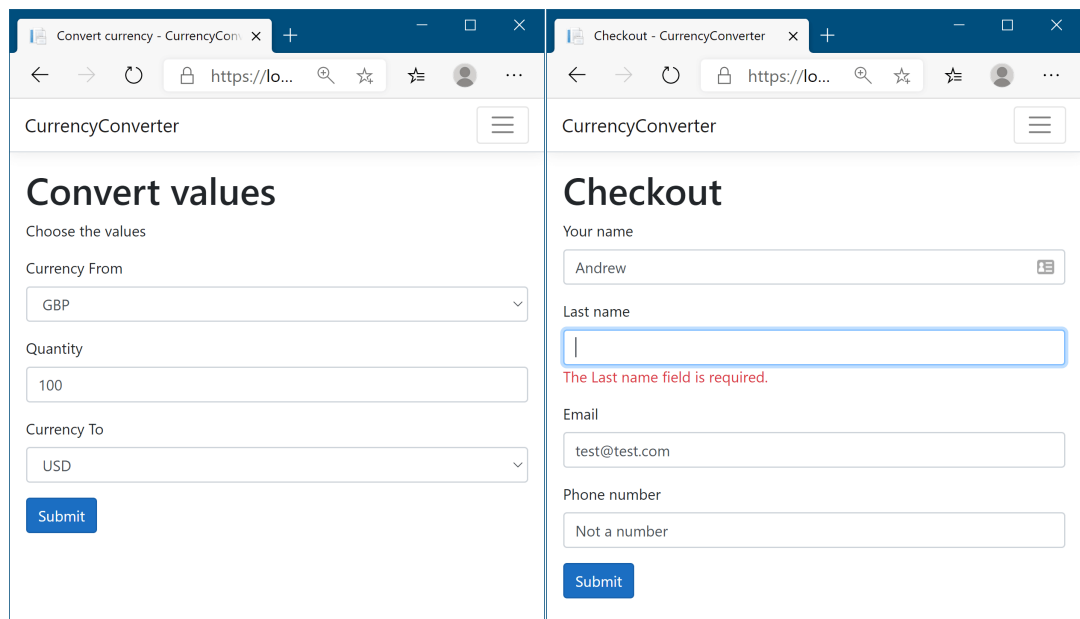 Convert currency - CurrencyConv
https://lo...
CurrencyConverter
Convert values
Choose the values
Currency From
GBP
Quantity
100
Currency To
USD
Submit
Checkout - CurrencyConverter
https://lo...
CurrencyConverter
Checkout
Your name
Andrew
Last name
The Last name field is required.
Email
test@test.com
Phone number
Not a number
Submit